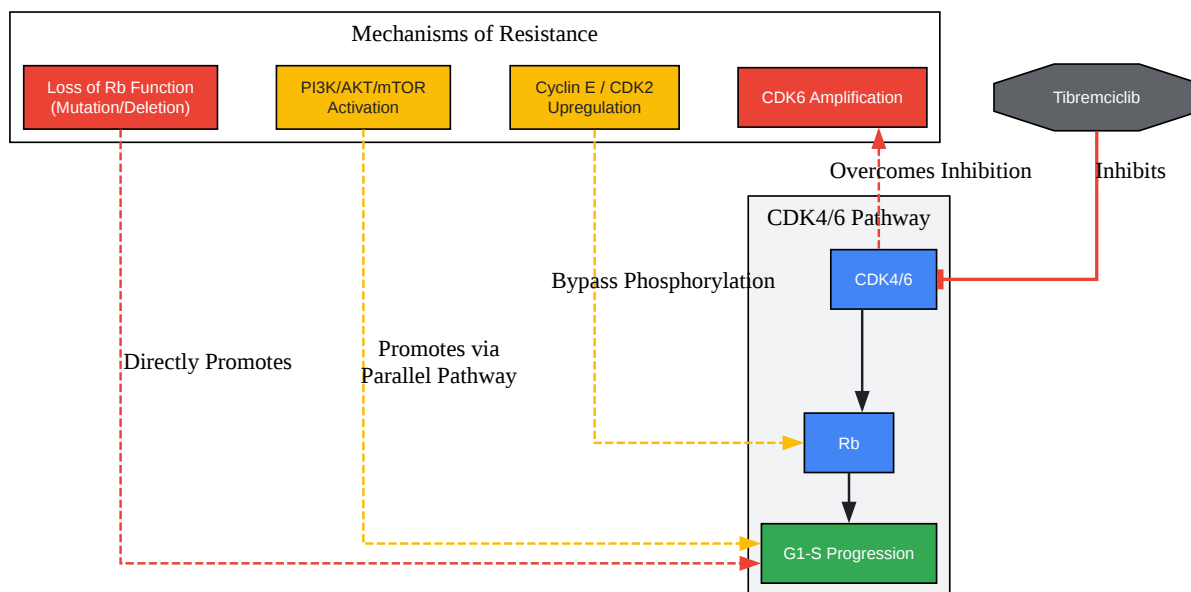 Mechanisms of Resistance
Loss of Rb Function
(Mutation/Deletion)
PI3K/AKT/mTOR
Activation
Cyclin E / CDK2
Upregulation
CDK6 Amplification
Tibremciclib
Overcomes Inhibition
Inhibits
CDK4/6 Pathway
CDK4/6
Bypass Phosphorylation
Directly Promotes
Promotes via
Parallel Pathway
Rb
G1-S Progression